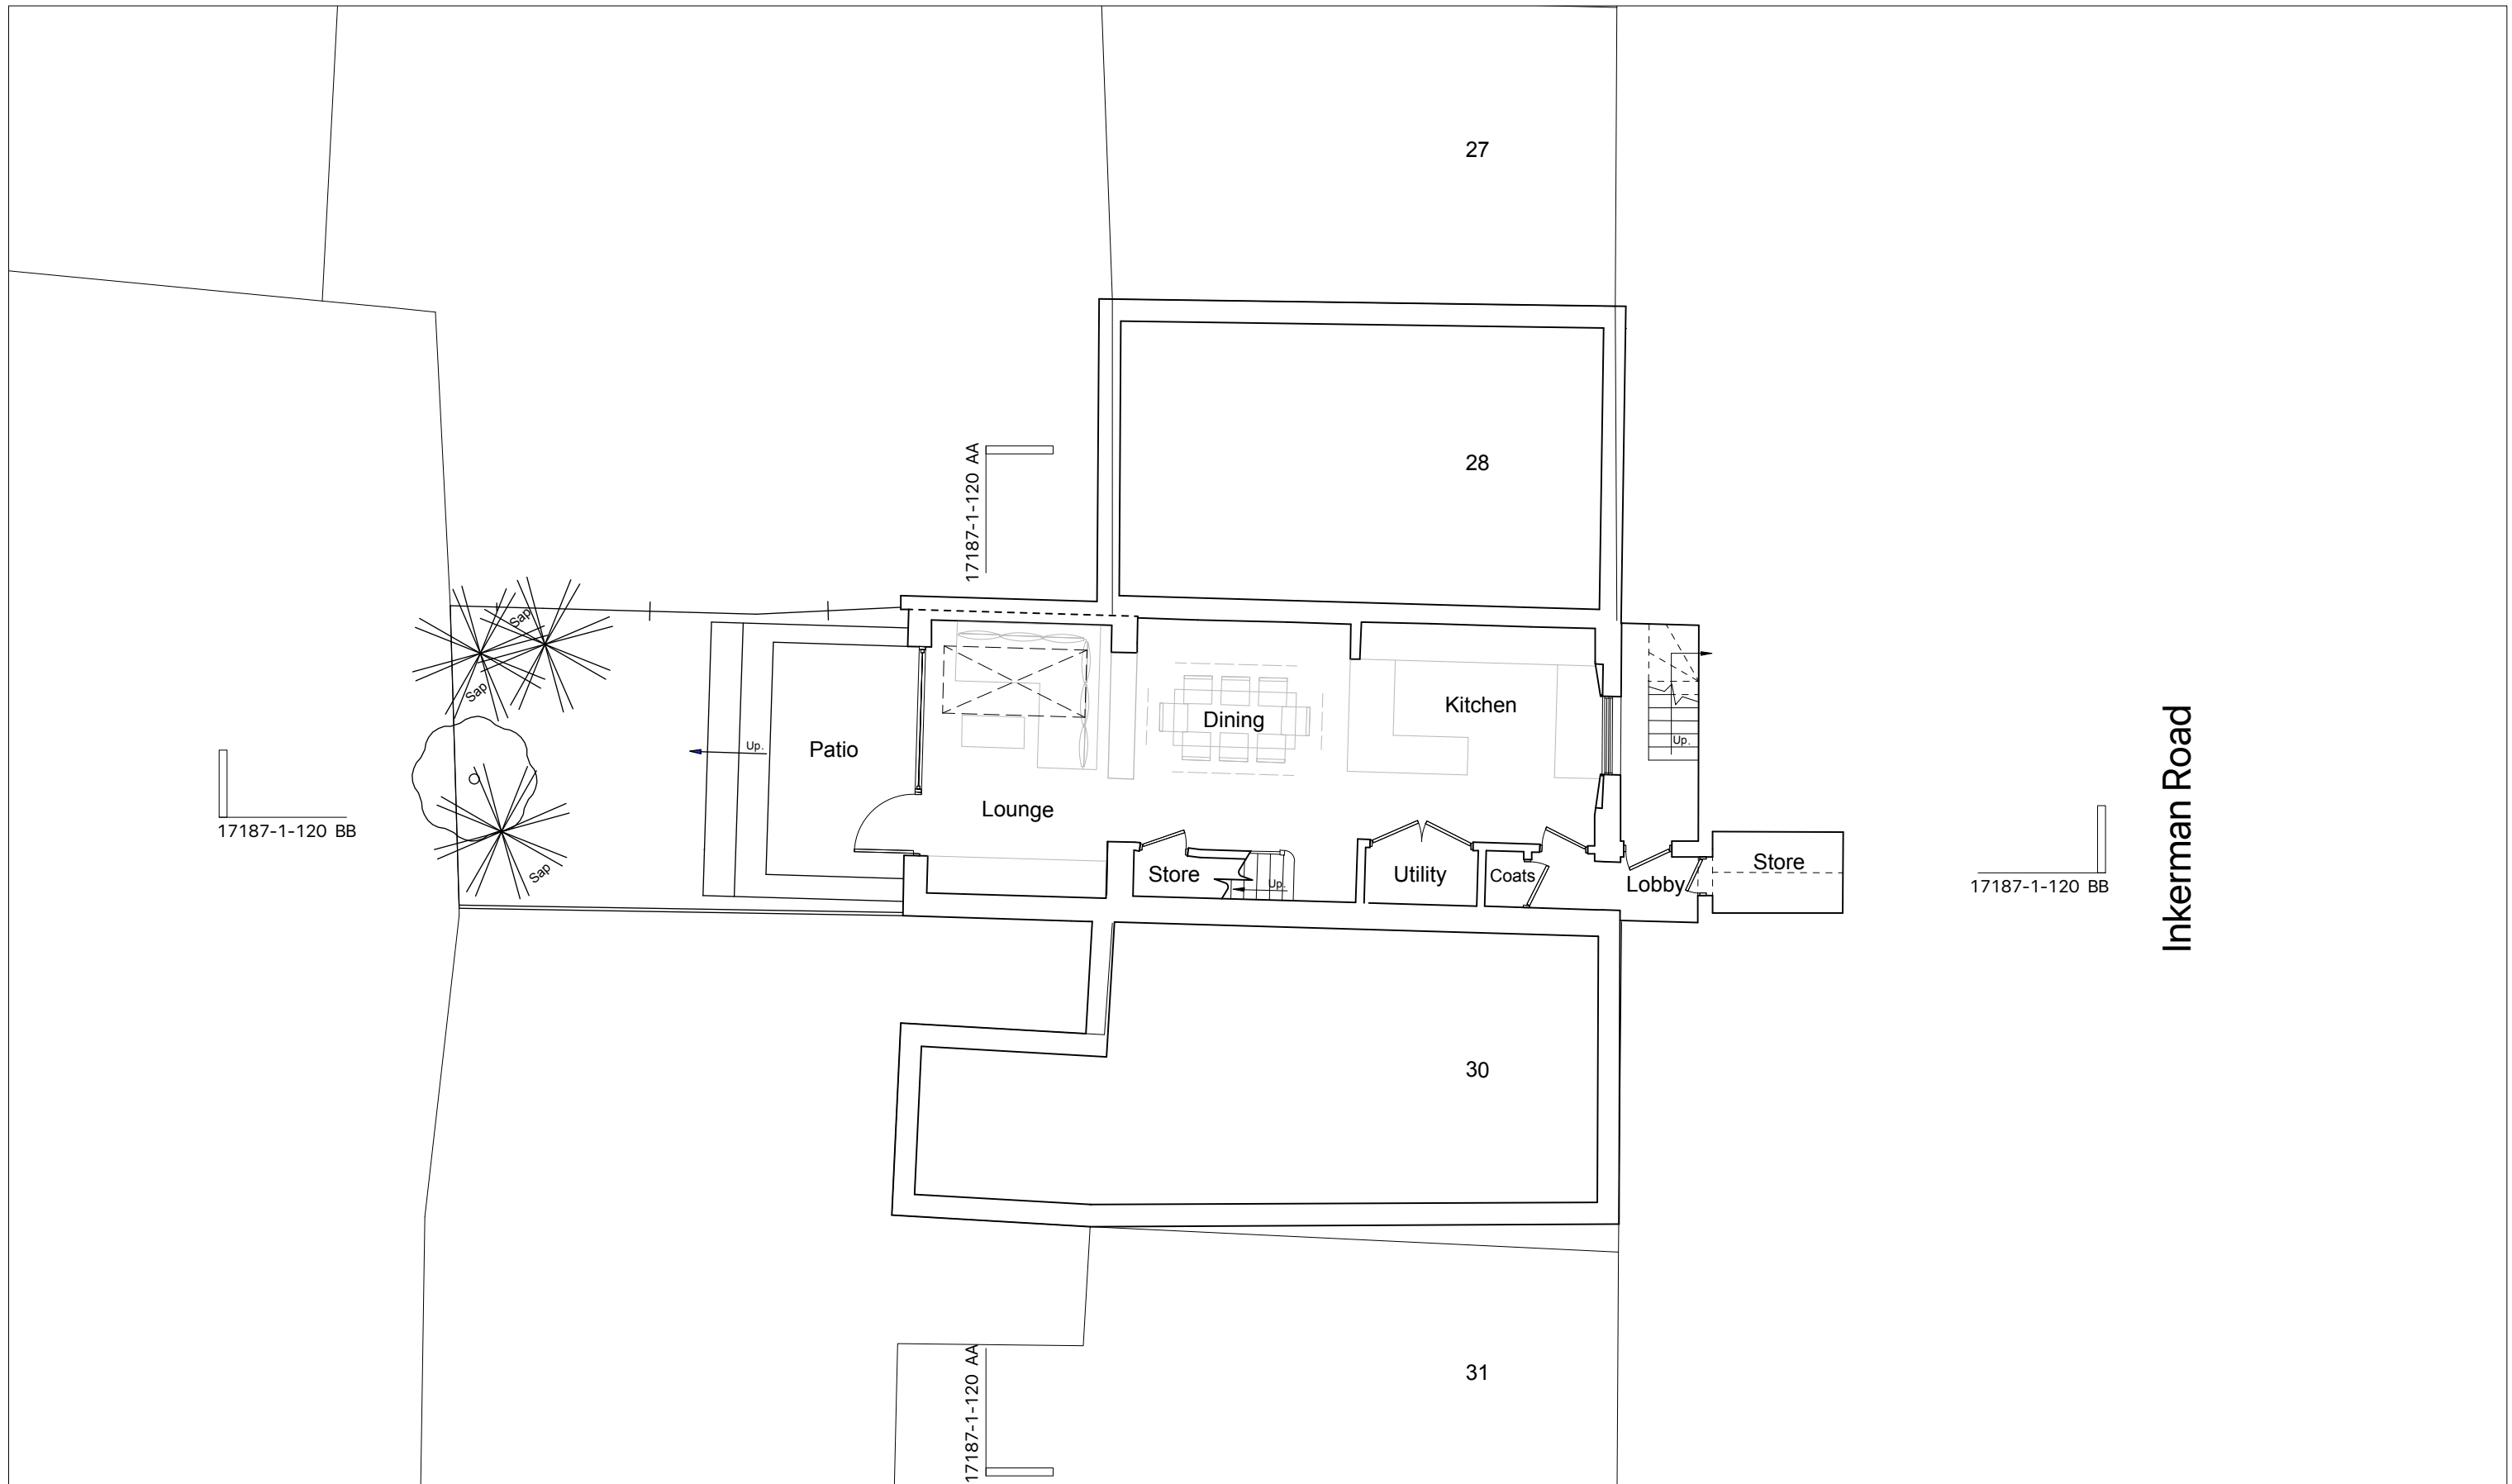 27
17187-1-120 AA
28
Sap
Sap
Up.
Patio
Dining
Kitchen
Up.
Inkerman Road
Lounge
17187-1-120 BB
Store
Up.
Utility
Coats
Lobby
Store
17187-1-120 BB
Sap
30
31
17187-1-120 AA